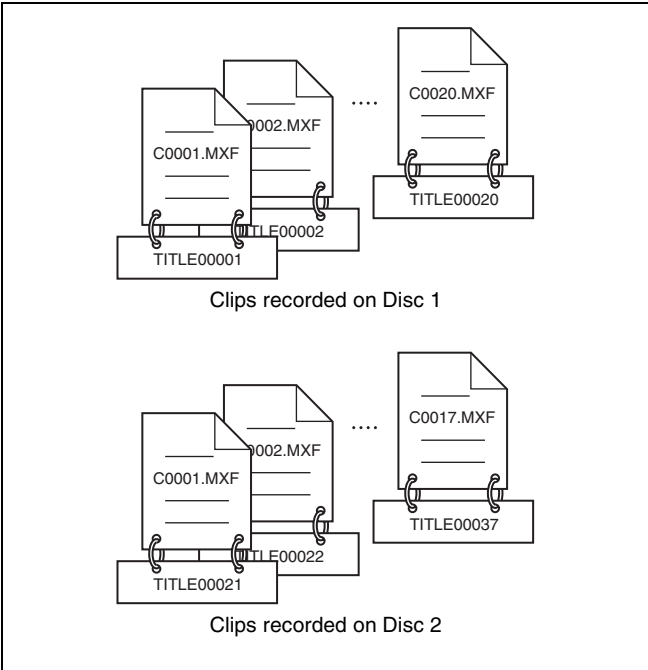 C0001.MXF
0002.MXF
....
C0020.MXF
TITLE00001
TLE00002
TITLE00020
Clips recorded on Disc 1
C0001.MXF
0002.MXF
....
C0017.MXF
TITLE00021
TLE00022
TITLE00037
Clips recorded on Disc 2